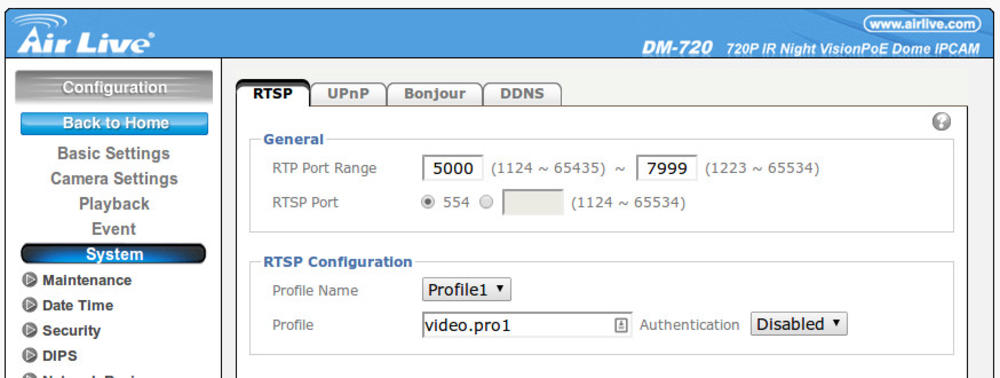 Air Live®
www.airlive.com
DM-720 720P IR Night VisionPoE Dome IPCAM
Configuration
Back to Home
Basic Settings
Camera Settings
Playback
Event
System
Maintenance
Date Time
Security
DIPS
RTSP UPnP Bonjour DDNS
General
RTP Port Range 5000 (1124 ~ 65435) ~ 7999 (1223 ~ 65534)
RTSP Port 554 (1124 ~ 65534)
RTSP Configuration
Profile Name Profile1
Profile video.pro1 Authentication Disabled